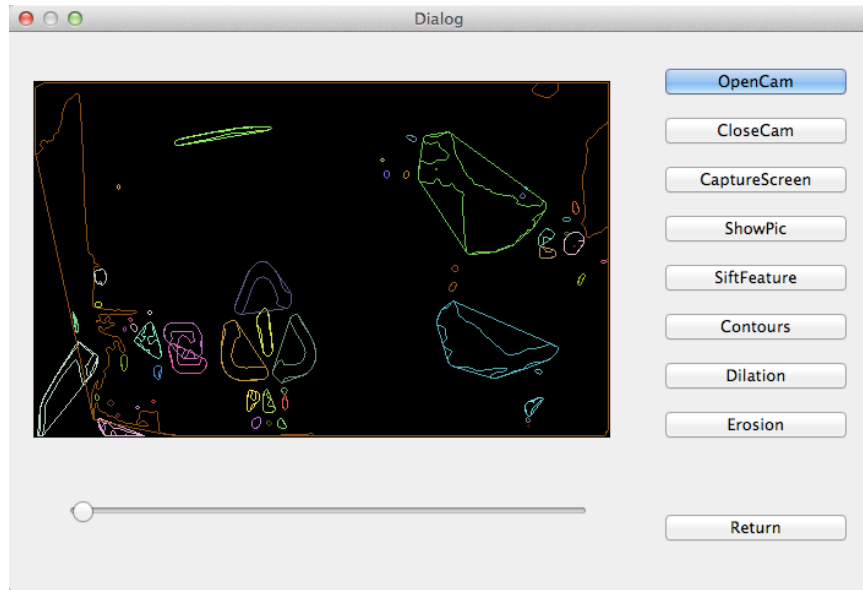 Dialog
OpenCam
CloseCam
CaptureScreen
ShowPic
SiftFeature
Contours
Dilation
Erosion
Return